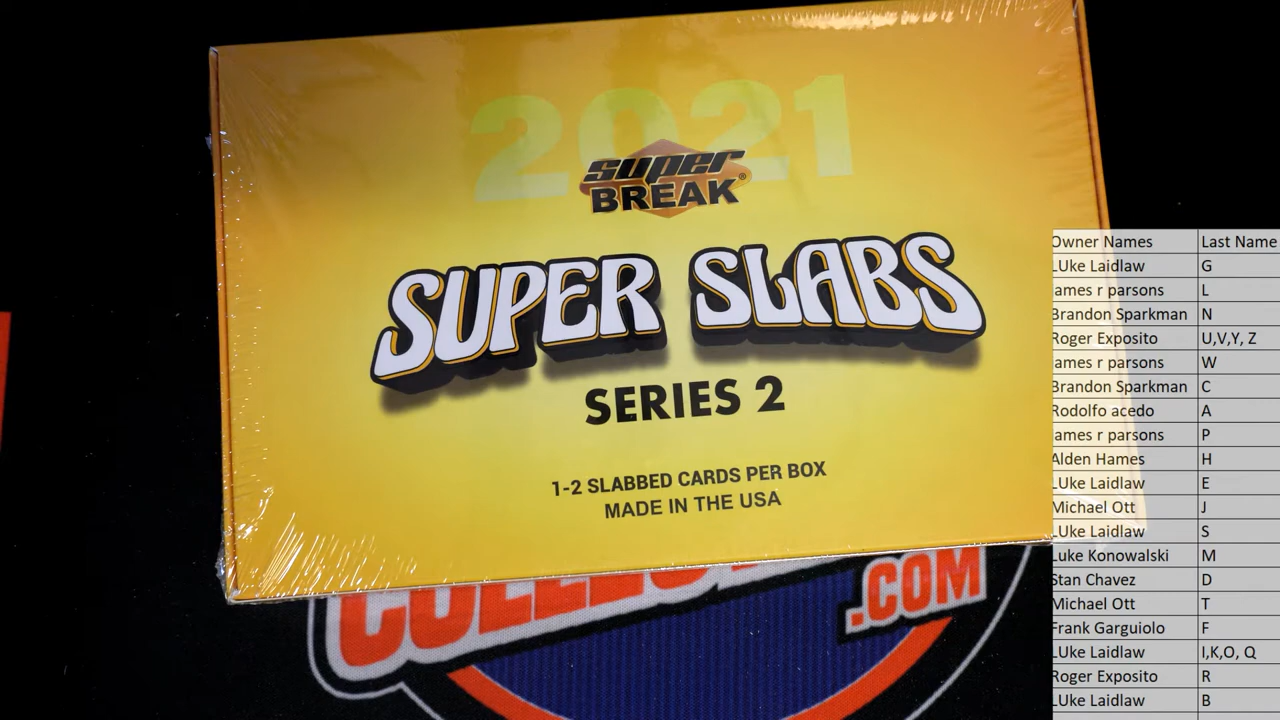 2021
super
BREAK®
SUPER SLABS
SERIES 2
1-2 SLABBED CARDS PER BOX
MADE IN THE USA
.COM
Owner Names Last Name
LUke Laidlaw G
ames r parsons L
Brandon Sparkman N
Roger Exposito U,V,Y, Z
ames r parsons W
Brandon Sparkman C
Rodolfo acedo A
ames r parsons P
Alden Hames H
LUke Laidlaw E
Michael Ott J
LUke Laidlaw S
Luke Konowalski M
Stan Chavez D
Michael Ott T
Frank Garguiolo F
LUke Laidlaw I,K,O, Q
Roger Exposito R
LUke Laidlaw B